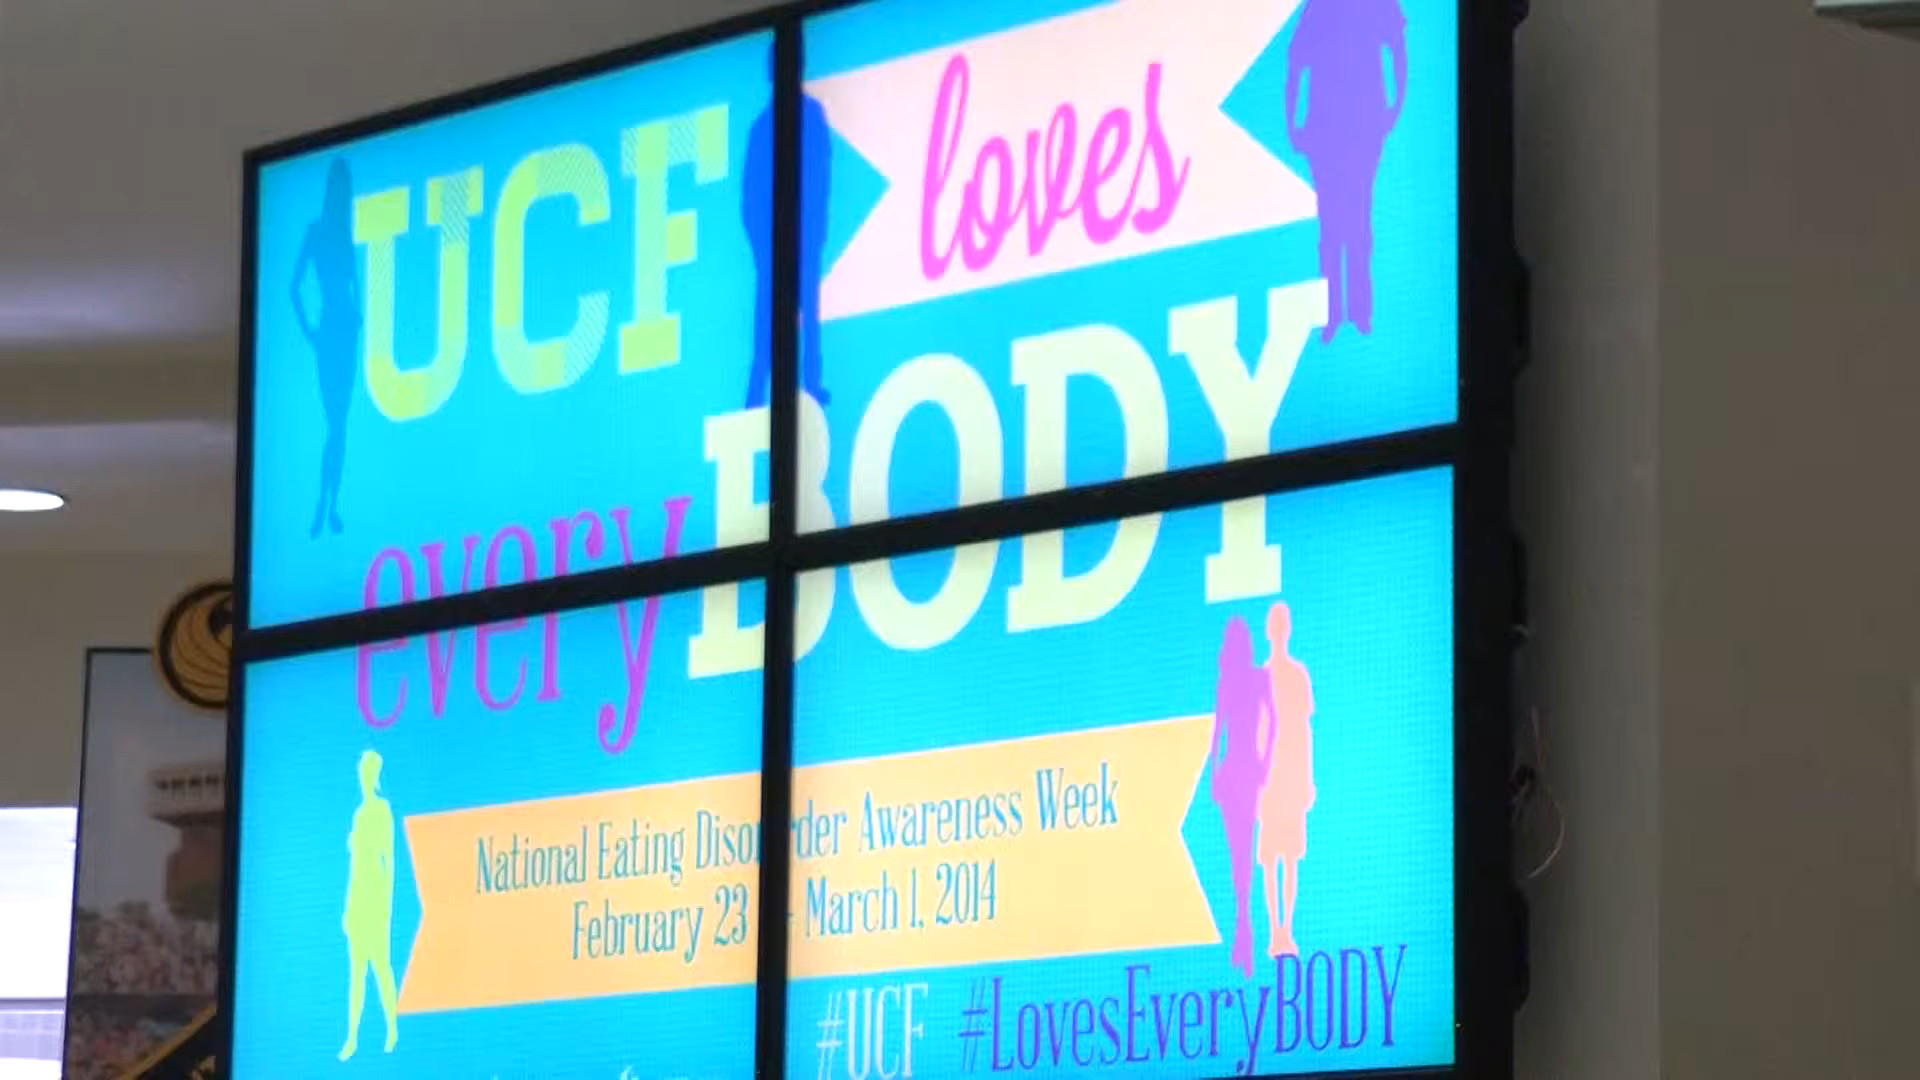 UCF loves
everyBODY
National Eating Disorder Awareness Week
February 23 - March 1, 2014
#UCF #LovesEveryBODY